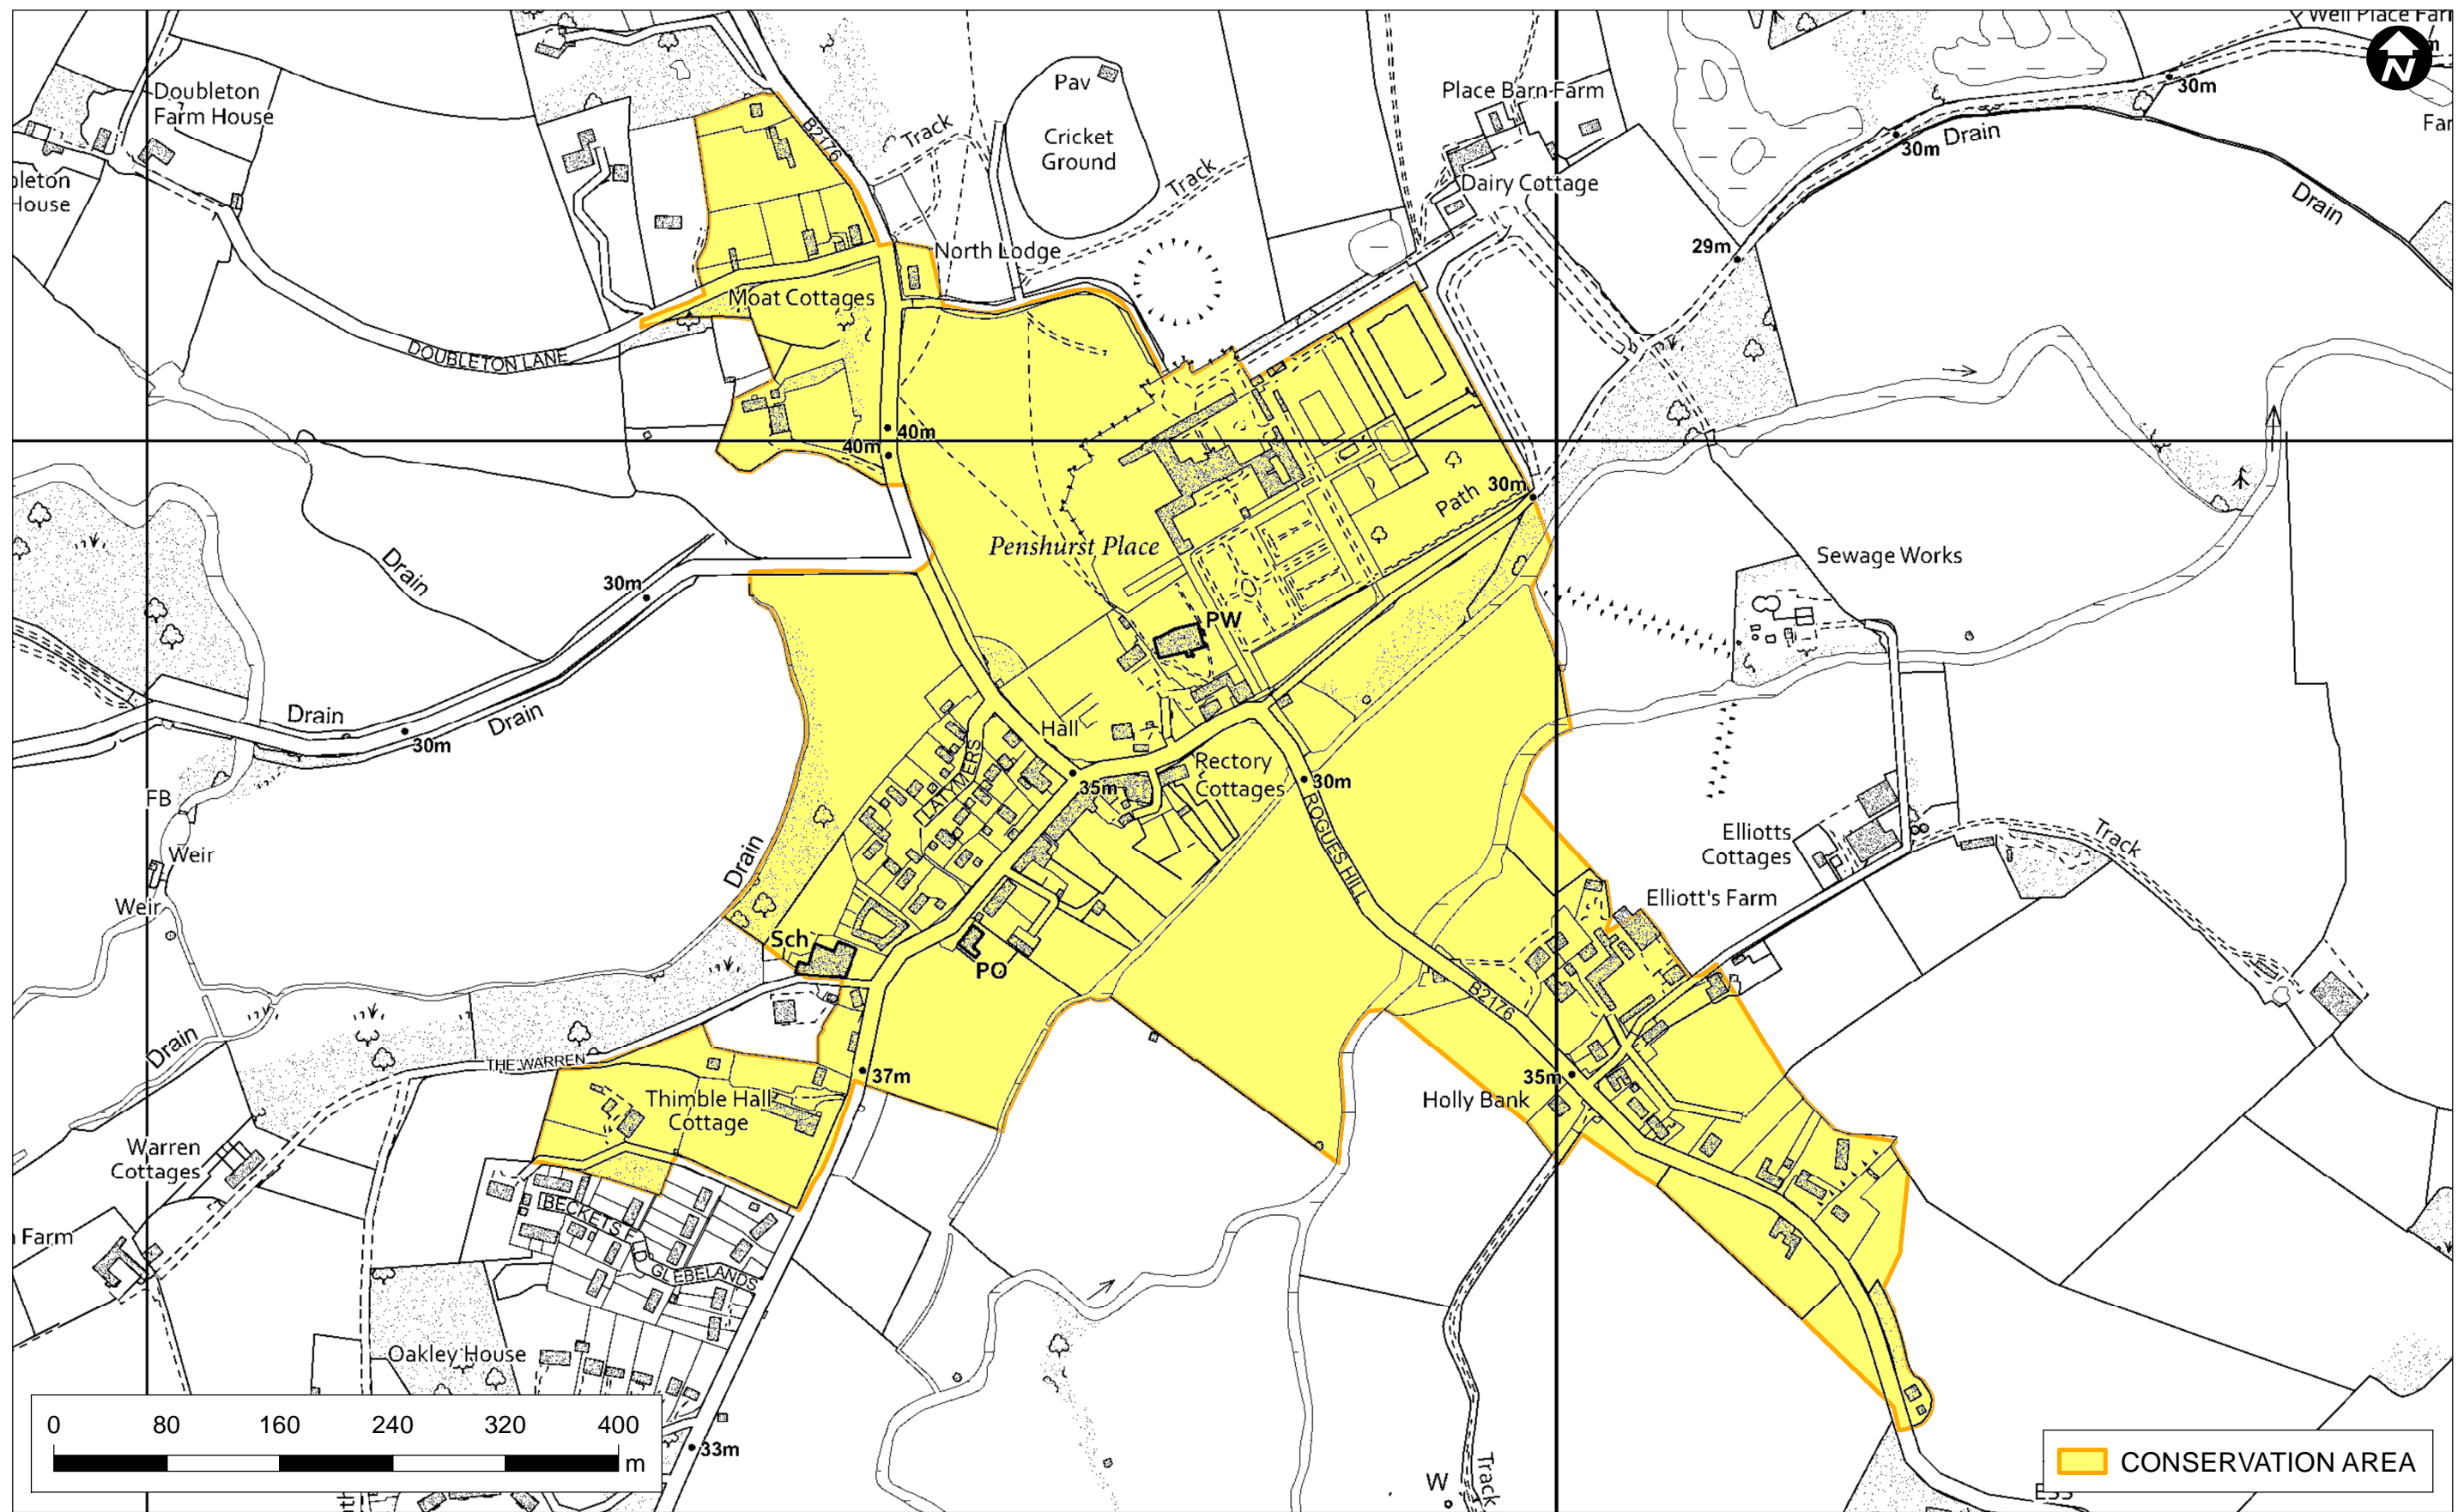 Well Place Farm
N
Doubleton
Farm House
Pav
Cricket
Ground
Place Barn Farm
30m
Drain
30m
B2176
Track
Track
Dairy Cottage
Drain
North Lodge
29m
Moat Cottages
DOUBLETON LANE
40m
40m
30m
Path
Penshurst Place
Sewage Works
Drain
30m
PW
Drain
Drain
30m
Hall
LATYMERS
35m
Rectory
Cottages
30m
ROGUES HILL
FB
Weir
Weir
Drain
Elliotts
Cottages
Track
Elliott's Farm
Sch
PO
B2176
Drain
THE WARREN
37m
35m
Thimble Hall
Cottage
Holly Bank
Warren
Cottages
BECKETS
FD
GLEBELANDS
Farm
Oakley House
33m
0 80 160 240 320 400
m
W
Track
CONSERVATION AREA